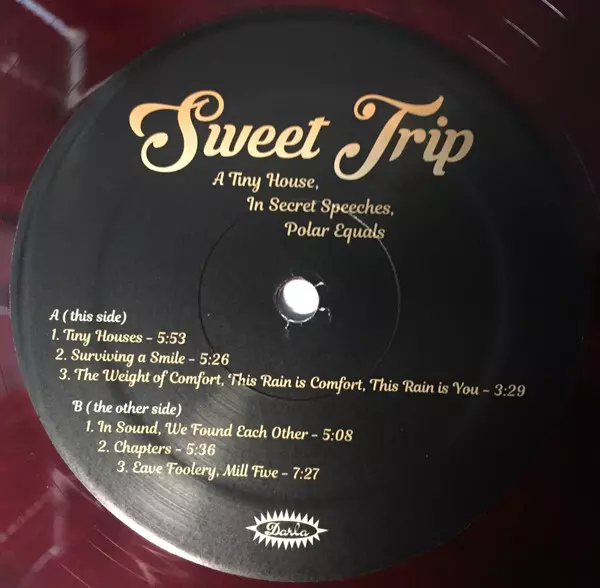 Sweet Trip
A Tiny House,
In Secret Speeches,
Polar Equals
A (this side)
1. Tiny Houses - 5:53
2. Surviving a Smile - 5:26
3. The Weight of Comfort, This Rain is Comfort, This Rain is You - 3:29
B (the other side)
1. In Sound, We Found Each Other - 5:08
2. Chapters - 5:36
3. Eave Foolery, Mill Five - 7:27
Darla